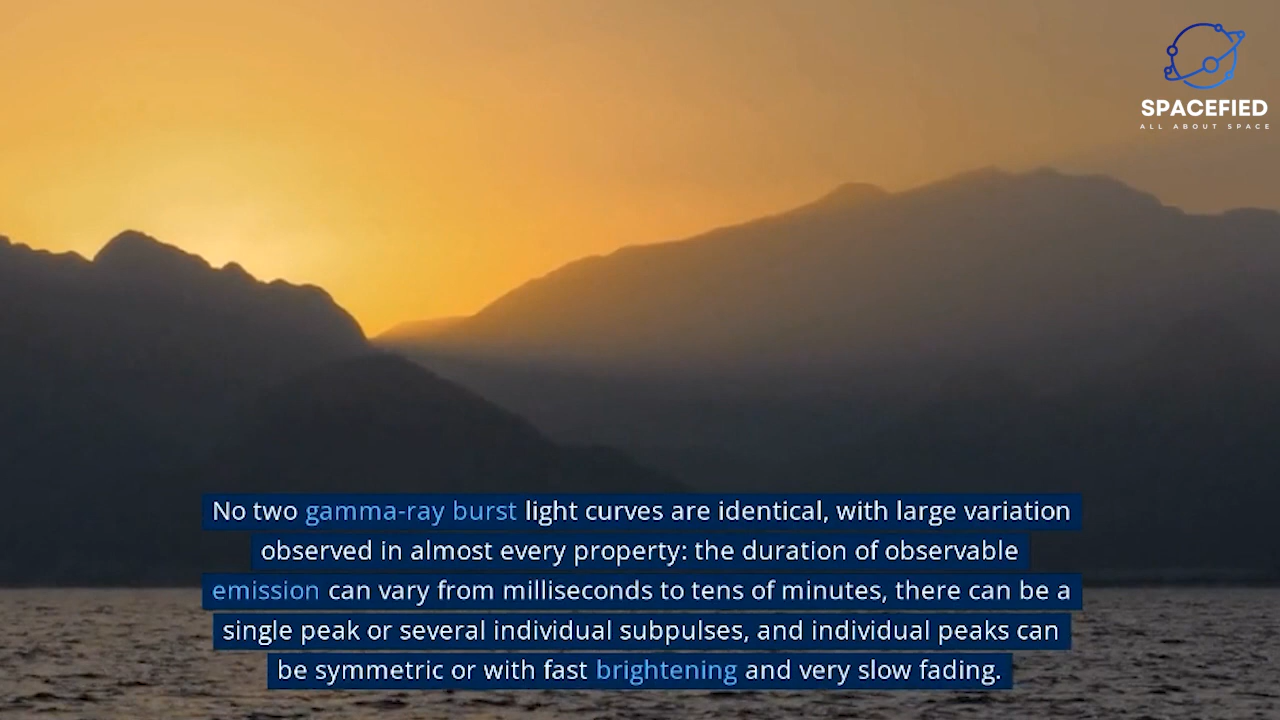 SPACEFIED
ALL ABOUT SPACE
No two gamma-ray burst light curves are identical, with large variation
observed in almost every property: the duration of observable
emission can vary from milliseconds to tens of minutes, there can be a
single peak or several individual subpulses, and individual peaks can
be symmetric or with fast brightening and very slow fading.